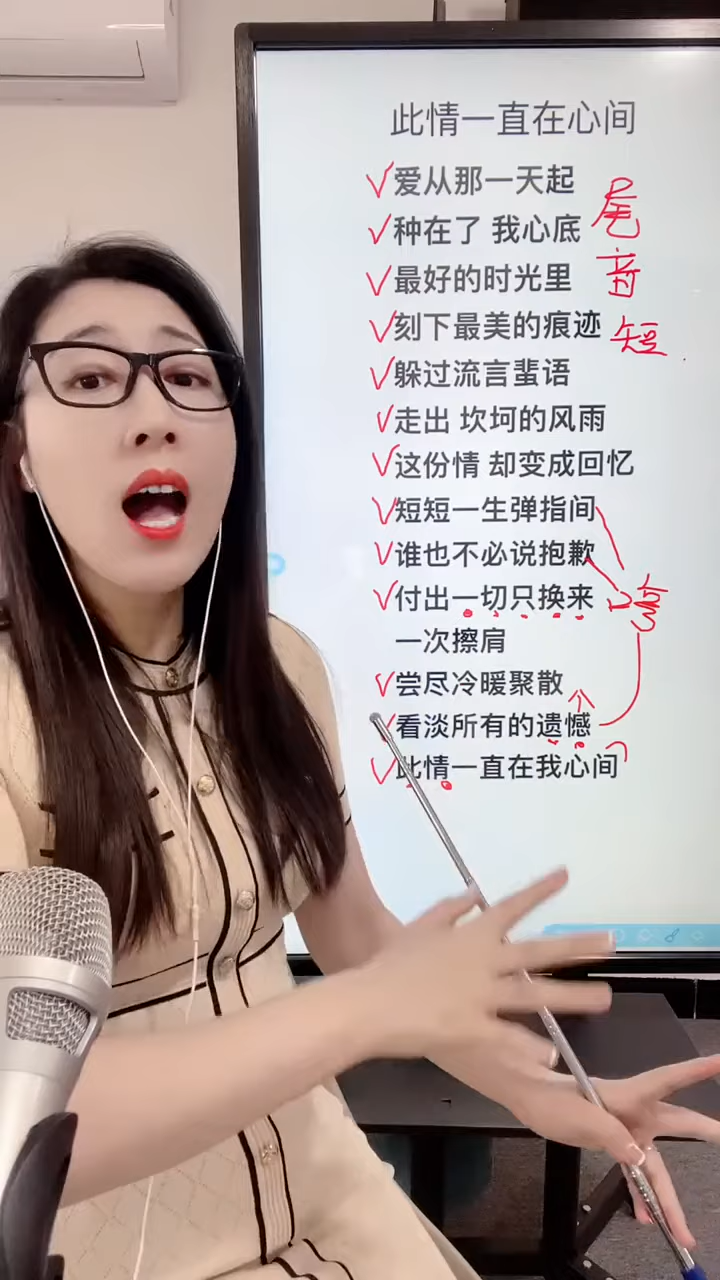 此情一直在心间
爱从那一天起
种在了 我心底
最好的时光里
刻下最美的痕迹
躲过流言蜚语
走出 坎坷的风雨
这份情 却变成回忆
短短一生弹指间
谁也不必说抱歉
付出一切只换来
一次擦肩
尝尽冷暖聚散
看淡所有的遗憾
此情一直在我心间
尾
音
短